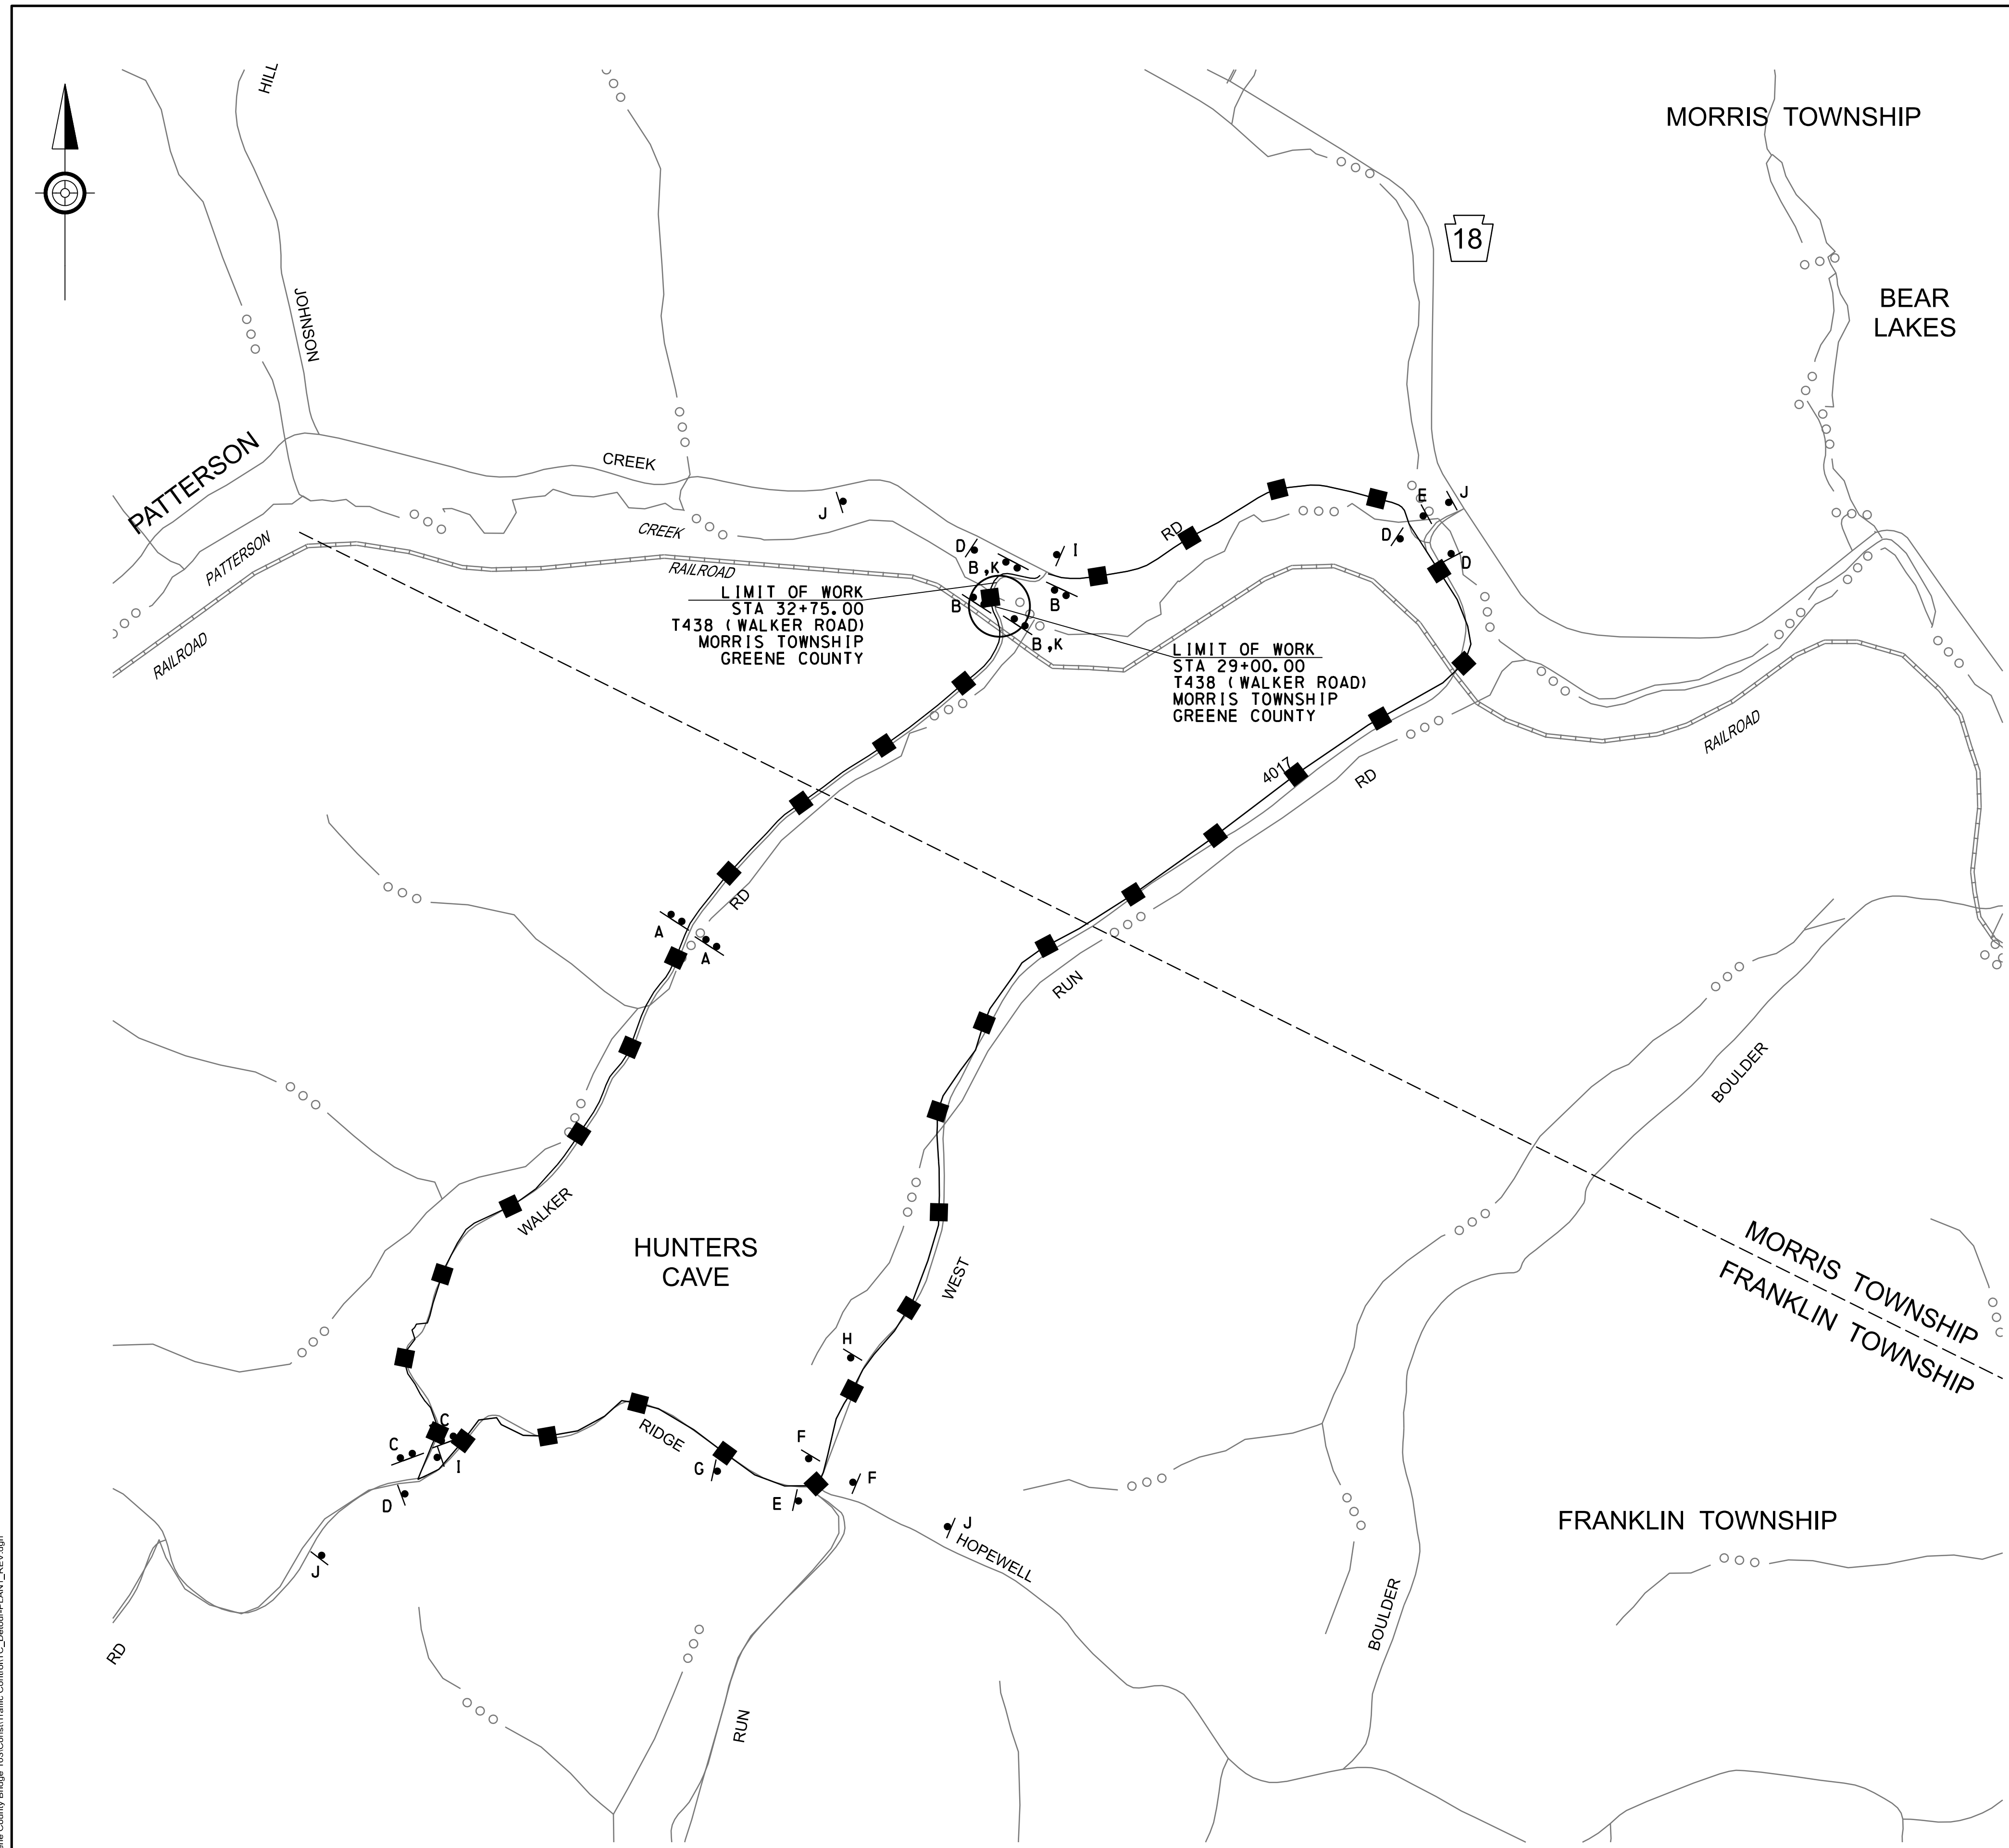 HILL
MORRIS TOWNSHIP
18
BEAR
LAKES
JOHNSON
PATTERSON
CREEK
J
E
J
RD
CREEK
D
D
I
D
PATTERSON
B,K
RAILROAD
B
B
LIMIT OF WORK
STA 32+75.00
T438 (WALKER ROAD)
MORRIS TOWNSHIP
GREENE COUNTY
B,K
RAILROAD
LIMIT OF WORK
STA 29+00.00
T438 (WALKER ROAD)
MORRIS TOWNSHIP
GREENE COUNTY
RAILROAD
4017
RD
RD
A
A
RUN
BOULDER
WALKER
HUNTERS
CAVE
WEST
MORRIS TOWNSHIP
FRANKLIN TOWNSHIP
H
C
C
RIDGE
F
I
G
F
D
E
J
HOPEWELL
FRANKLIN TOWNSHIP
J
BOULDER
RD
RUN